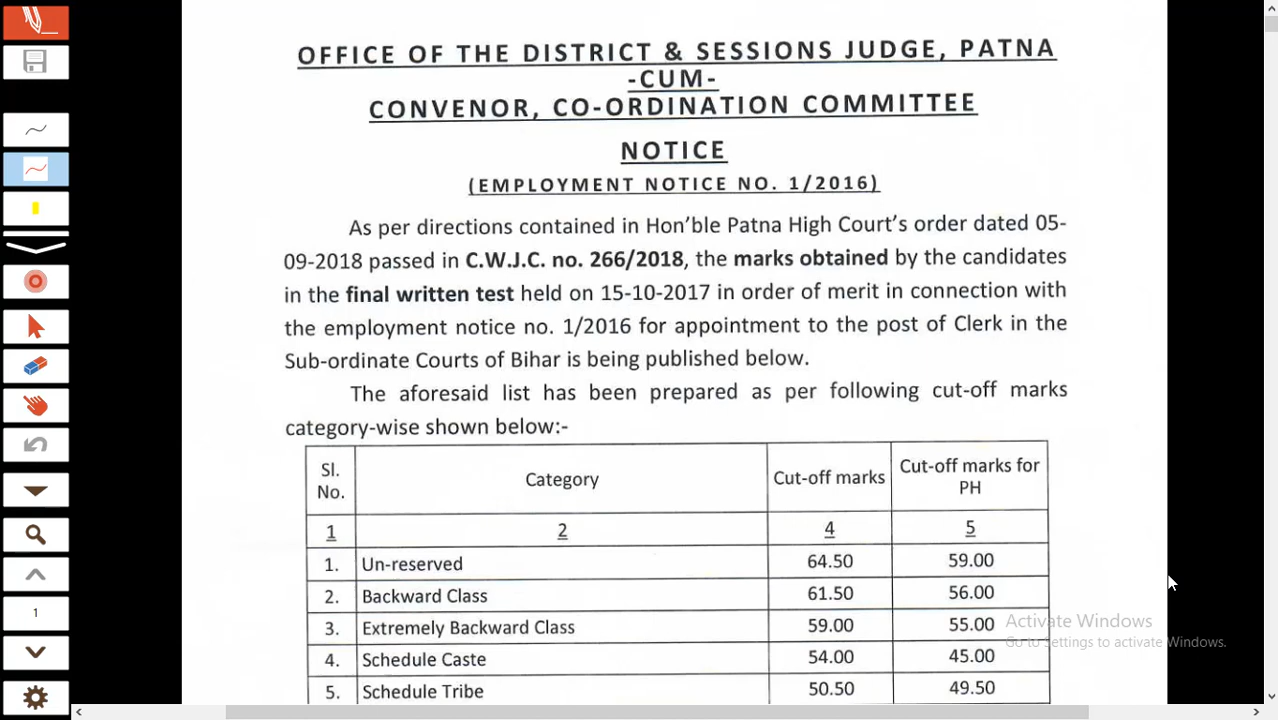 OFFICE OF THE DISTRICT & SESSIONS JUDGE, PATNA
-CUM-
CONVENOR, CO-ORDINATION COMMITTEE
NOTICE
(EMPLOYMENT NOTICE NO. 1/2016)
As per directions contained in Hon'ble Patna High Court's order dated 05-
09-2018 passed in C.W.J.C. no. 266/2018, the marks obtained by the candidates
in the final written test held on 15-10-2017 in order of merit in connection with
the employment notice no. 1/2016 for appointment to the post of Clerk in the
Sub-ordinate Courts of Bihar is being published below.
The aforesaid list has been prepared as per following cut-off marks
category-wise shown below:-
Sl. No. Category Cut-off marks Cut-off marks for PH
1 2 4 5
1. Un-reserved 64.50 59.00
2. Backward Class 61.50 56.00
3. Extremely Backward Class 59.00 55.00
4. Schedule Caste 54.00 45.00
5. Schedule Tribe 50.50 49.50
Activate Windows
Go to Settings to activate Windows.
1